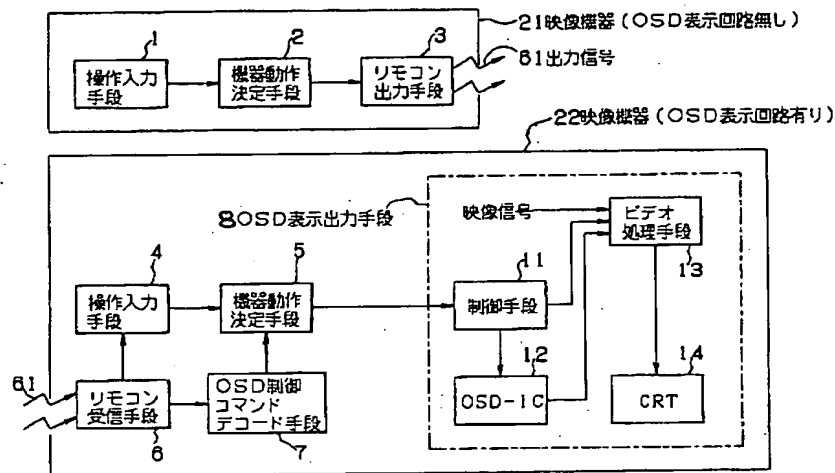 21映像機器(OSD表示回路無し)
1
2
3
61出力信号
操作入力
手段
機器動作
決定手段
リモコン
出力手段
22映像機器(OSD表示回路有り)
8OSD表示出力手段
映像信号
ビデオ
処理手段
13
4
5
11
操作入力
手段
機器動作
決定手段
制御手段
12
14
61
リモコン
受信手段
6
OSD制御
コマンド
デコード手段
7
OSD-IC
CRT